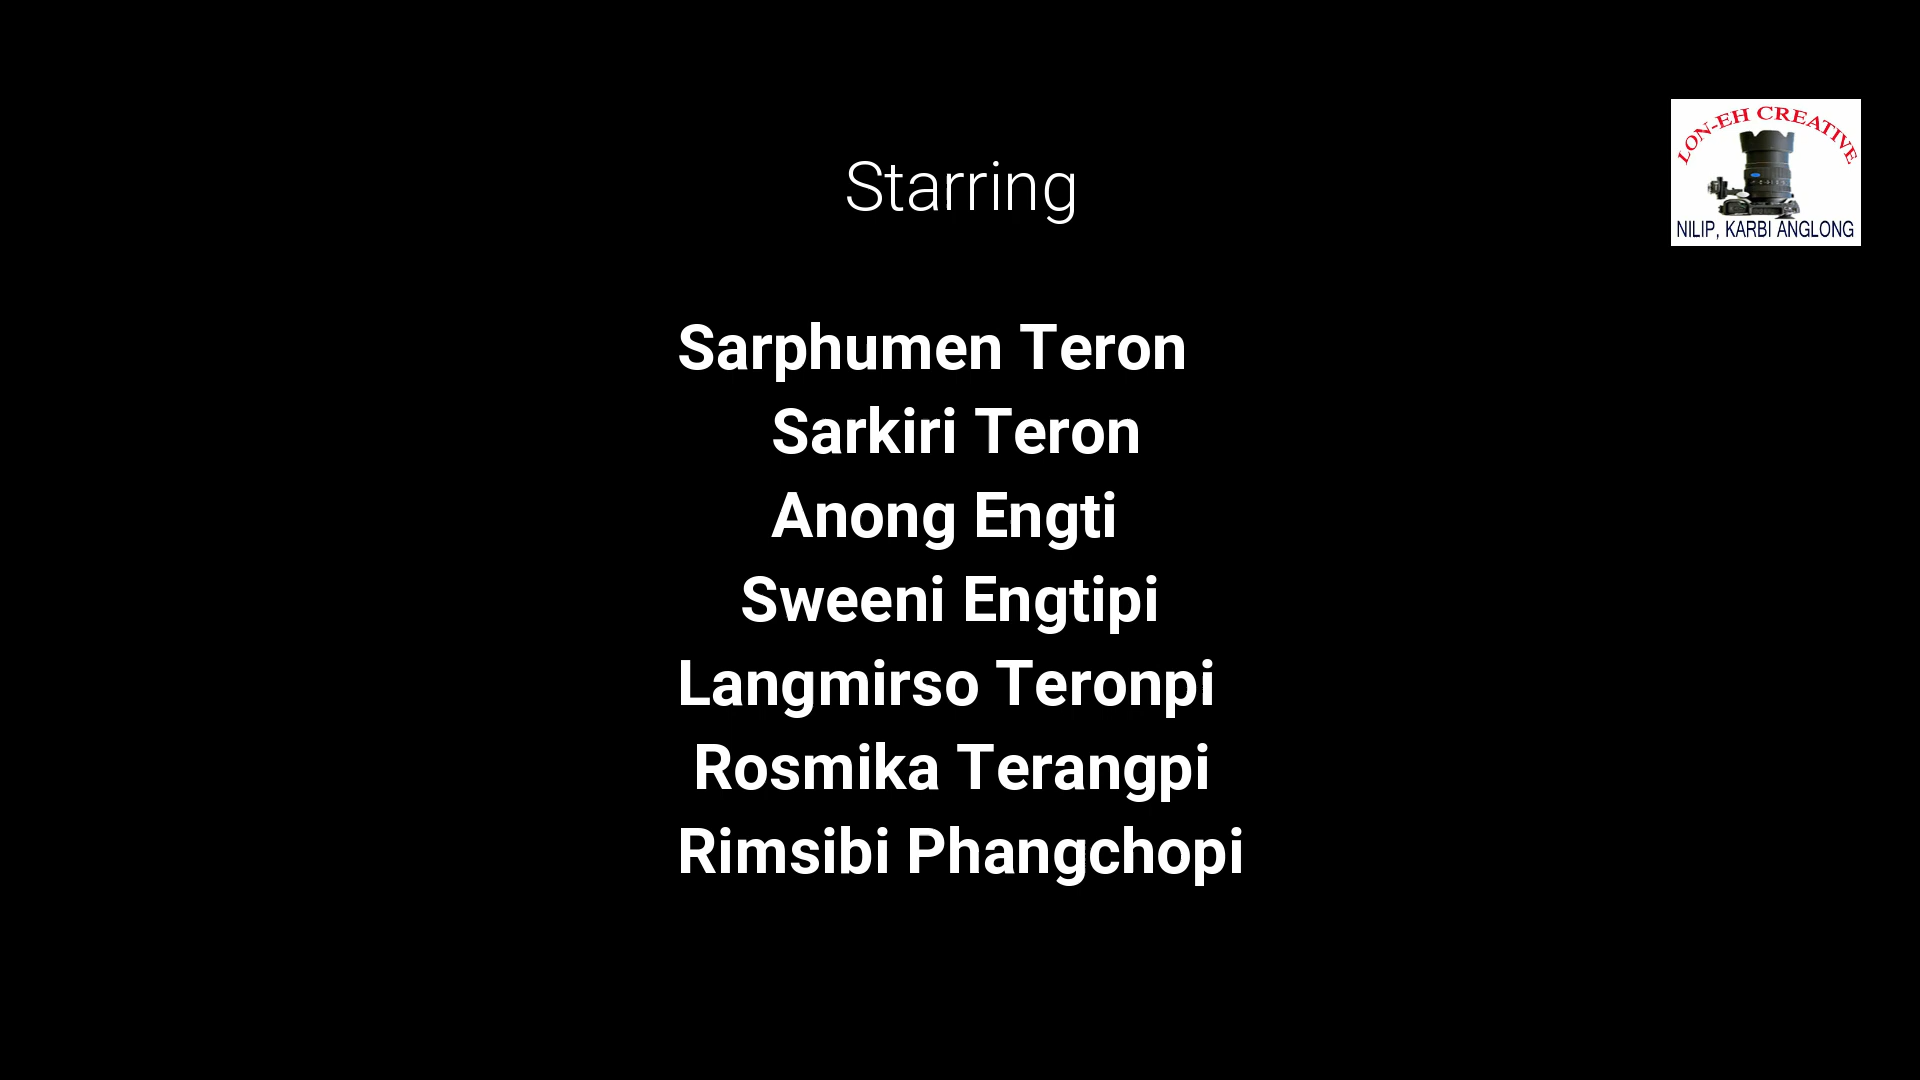 LON-EH CREATIVE
NILIP, KARBI ANGLONG
Starring
Sarphumen Teron
Sarkiri Teron
Anong Engti
Sweeni Engtipi
Langmirso Teronpi
Rosmika Terangpi
Rimsibi Phangchopi